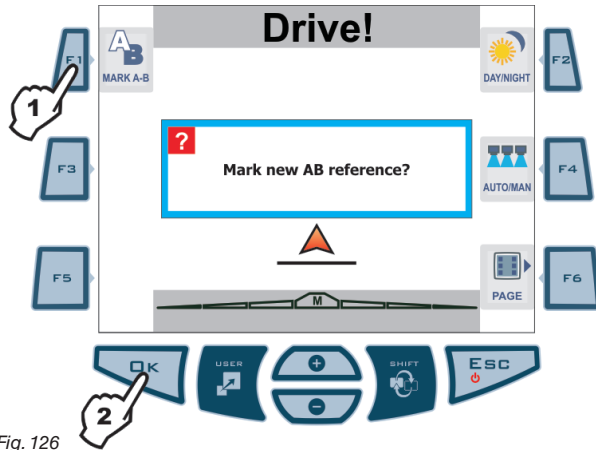 Drive!
F1
A
B
MARK A-B
DAY/NIGHT
F2
1
?
Mark new AB reference?
F3
AUTO/MAN
F4
F5
PAGE
F6
M
OK
USER
+
−
SHIFT
ESC
2
Fig. 126